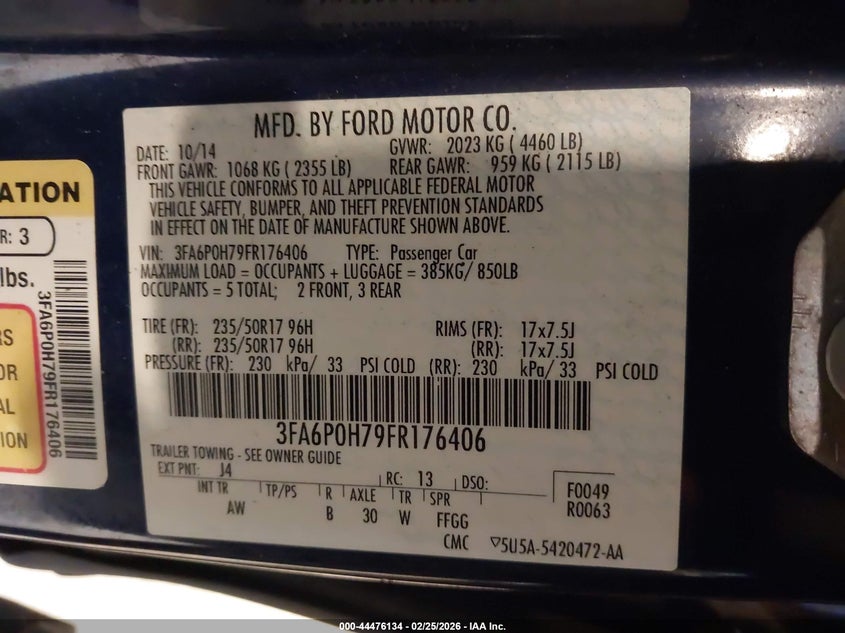 MFD. BY FORD MOTOR CO.
DATE: 10/14 GVWR: 2023 KG ( 4460 LB)
FRONT GAWR: 1068 KG ( 2355 LB) REAR GAWR: 959 KG ( 2115 LB)
THIS VEHICLE CONFORMS TO ALL APPLICABLE FEDERAL MOTOR
VEHICLE SAFETY, BUMPER, AND THEFT PREVENTION STANDARDS
IN EFFECT ON THE DATE OF MANUFACTURE SHOWN ABOVE.
VIN: 3FA6P0H79FR176406 TYPE: Passenger Car
MAXIMUM LOAD = OCCUPANTS + LUGGAGE = 385KG/ 850LB
OCCUPANTS = 5 TOTAL; 2 FRONT, 3 REAR
TIRE (FR): 235/50R17 96H RIMS (FR): 17x7.5J
(RR): 235/50R17 96H (RR): 17x7.5J
PRESSURE (FR): 230 kPa/ 33 PSI COLD (RR): 230 kPa/ 33 PSI COLD
3FA6P0H79FR176406
TRAILER TOWING - SEE OWNER GUIDE
EXT PNT: J4 RC: 13 DSO:
INT TR TP/PS R AXLE TR SPR F0049
AW B 30 W FFGG R0063
CMC ▽5U5A-5420472-AA
ATION
R: 3
lbs.
RS
OR
AL
ION
3FA6P0H79FR176406
000-44476134 - 02/25/2026 - IAA Inc.